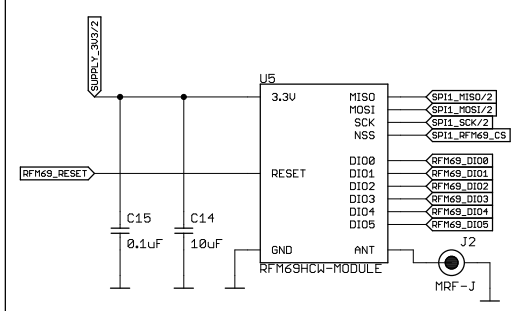 SUPPLY_3V3/2
U5
3.3V
MISO
SPI1_MISO/2
MOSI
SPI1_MOSI/2
SCK
SPI1_SCK/2
NSS
SPI1_RFM69_CS
DIO0
RFM69_DIO0
RFM69_RESET
RESET
DIO1
RFM69_DIO1
DIO2
RFM69_DIO2
DIO3
RFM69_DIO3
DIO4
RFM69_DIO4
DIO5
RFM69_DIO5
C15
0.1uF
C14
10uF
GND
ANT
J2
RFM69HCW-MODULE
MRF-J